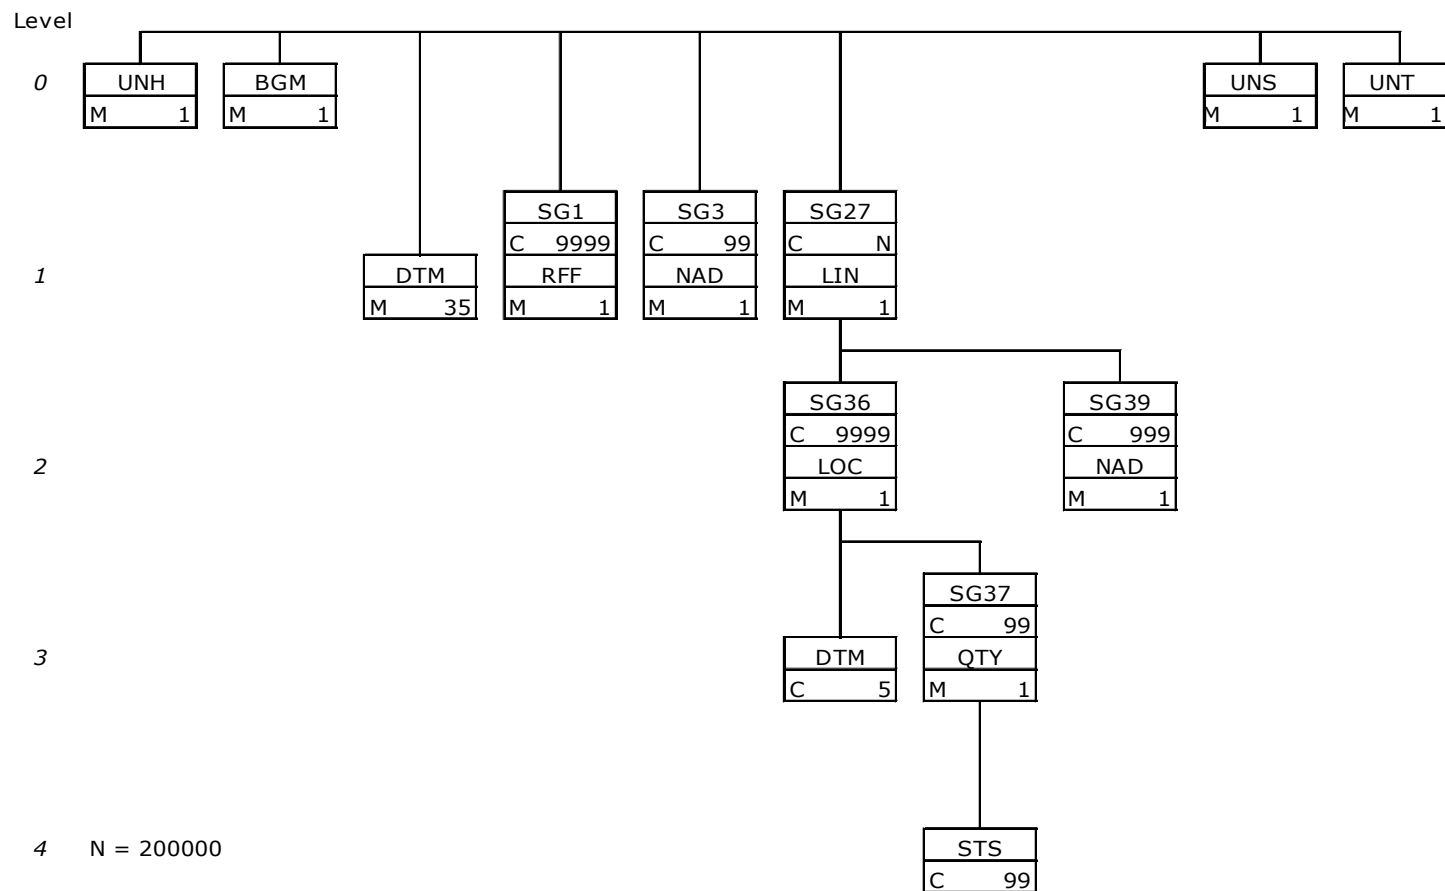 Level
0 UNH BGM UNS UNT
M 1 M 1 M 1 M 1
SG1 SG3 SG27
C 9999 C 99 C N
1 DTM RFF NAD LIN
M 35 M 1 M 1 M 1
SG36 SG39
C 9999 C 999
2 LOC NAD
M 1 M 1
SG37
C 99
3 DTM QTY
C 5 M 1
4 N = 200000 STS
C 99